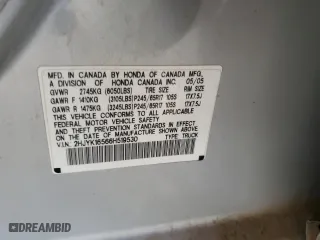 MFD. IN CANADA BY HONDA OF CANADA MFG.,
A DIVISION OF HONDA CANADA INC. 05/05
GVWR 2745KG (6050LBS) TIRE SIZE RIM SIZE
GAWR F 1410KG (3105LBS)P245/65R17 105S 17X7.5J
GAWR R 1475KG (3245LBS)P245/65R17 105S 17X7.5J
THIS VEHICLE CONFORMS TO ALL APPLICABLE
FEDERAL MOTOR VEHICLE SAFETY
STANDARDS IN EFFECT ON THE
DATE OF MANUFACTURE SHOWN ABOVE.
V.I.N. 2HJYK16566H519530 TYPE: TRUCK
© DREAMBID